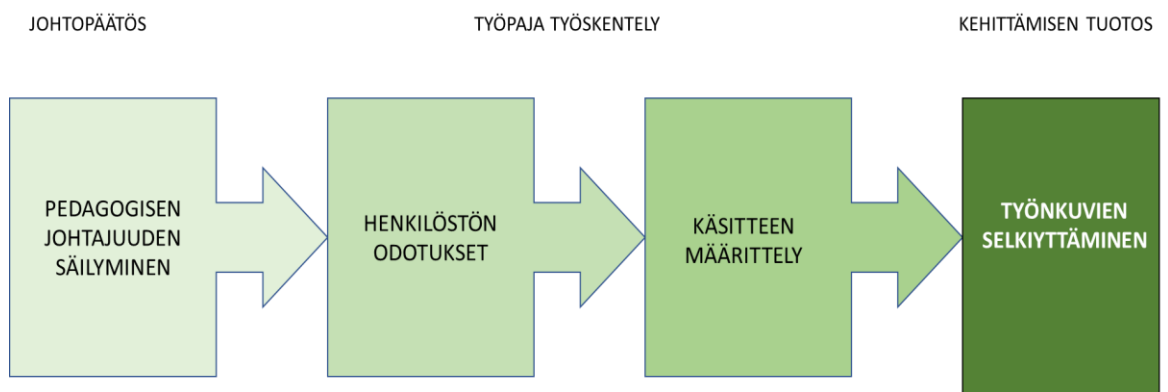 JOHTOPÄÄTÖS
TYÖPAJA TYÖSKENTELY
KEHITTÄMISEN TUOTOS
PEDAGOGISEN
JOHTAJUUDEN
SÄILYMINEN
HENKILÖSTÖN
ODOTUKSET
KÄSITTEEN
MÄÄRITTELY
TYÖNKUVIEN
SELKIYTTÄMINEN